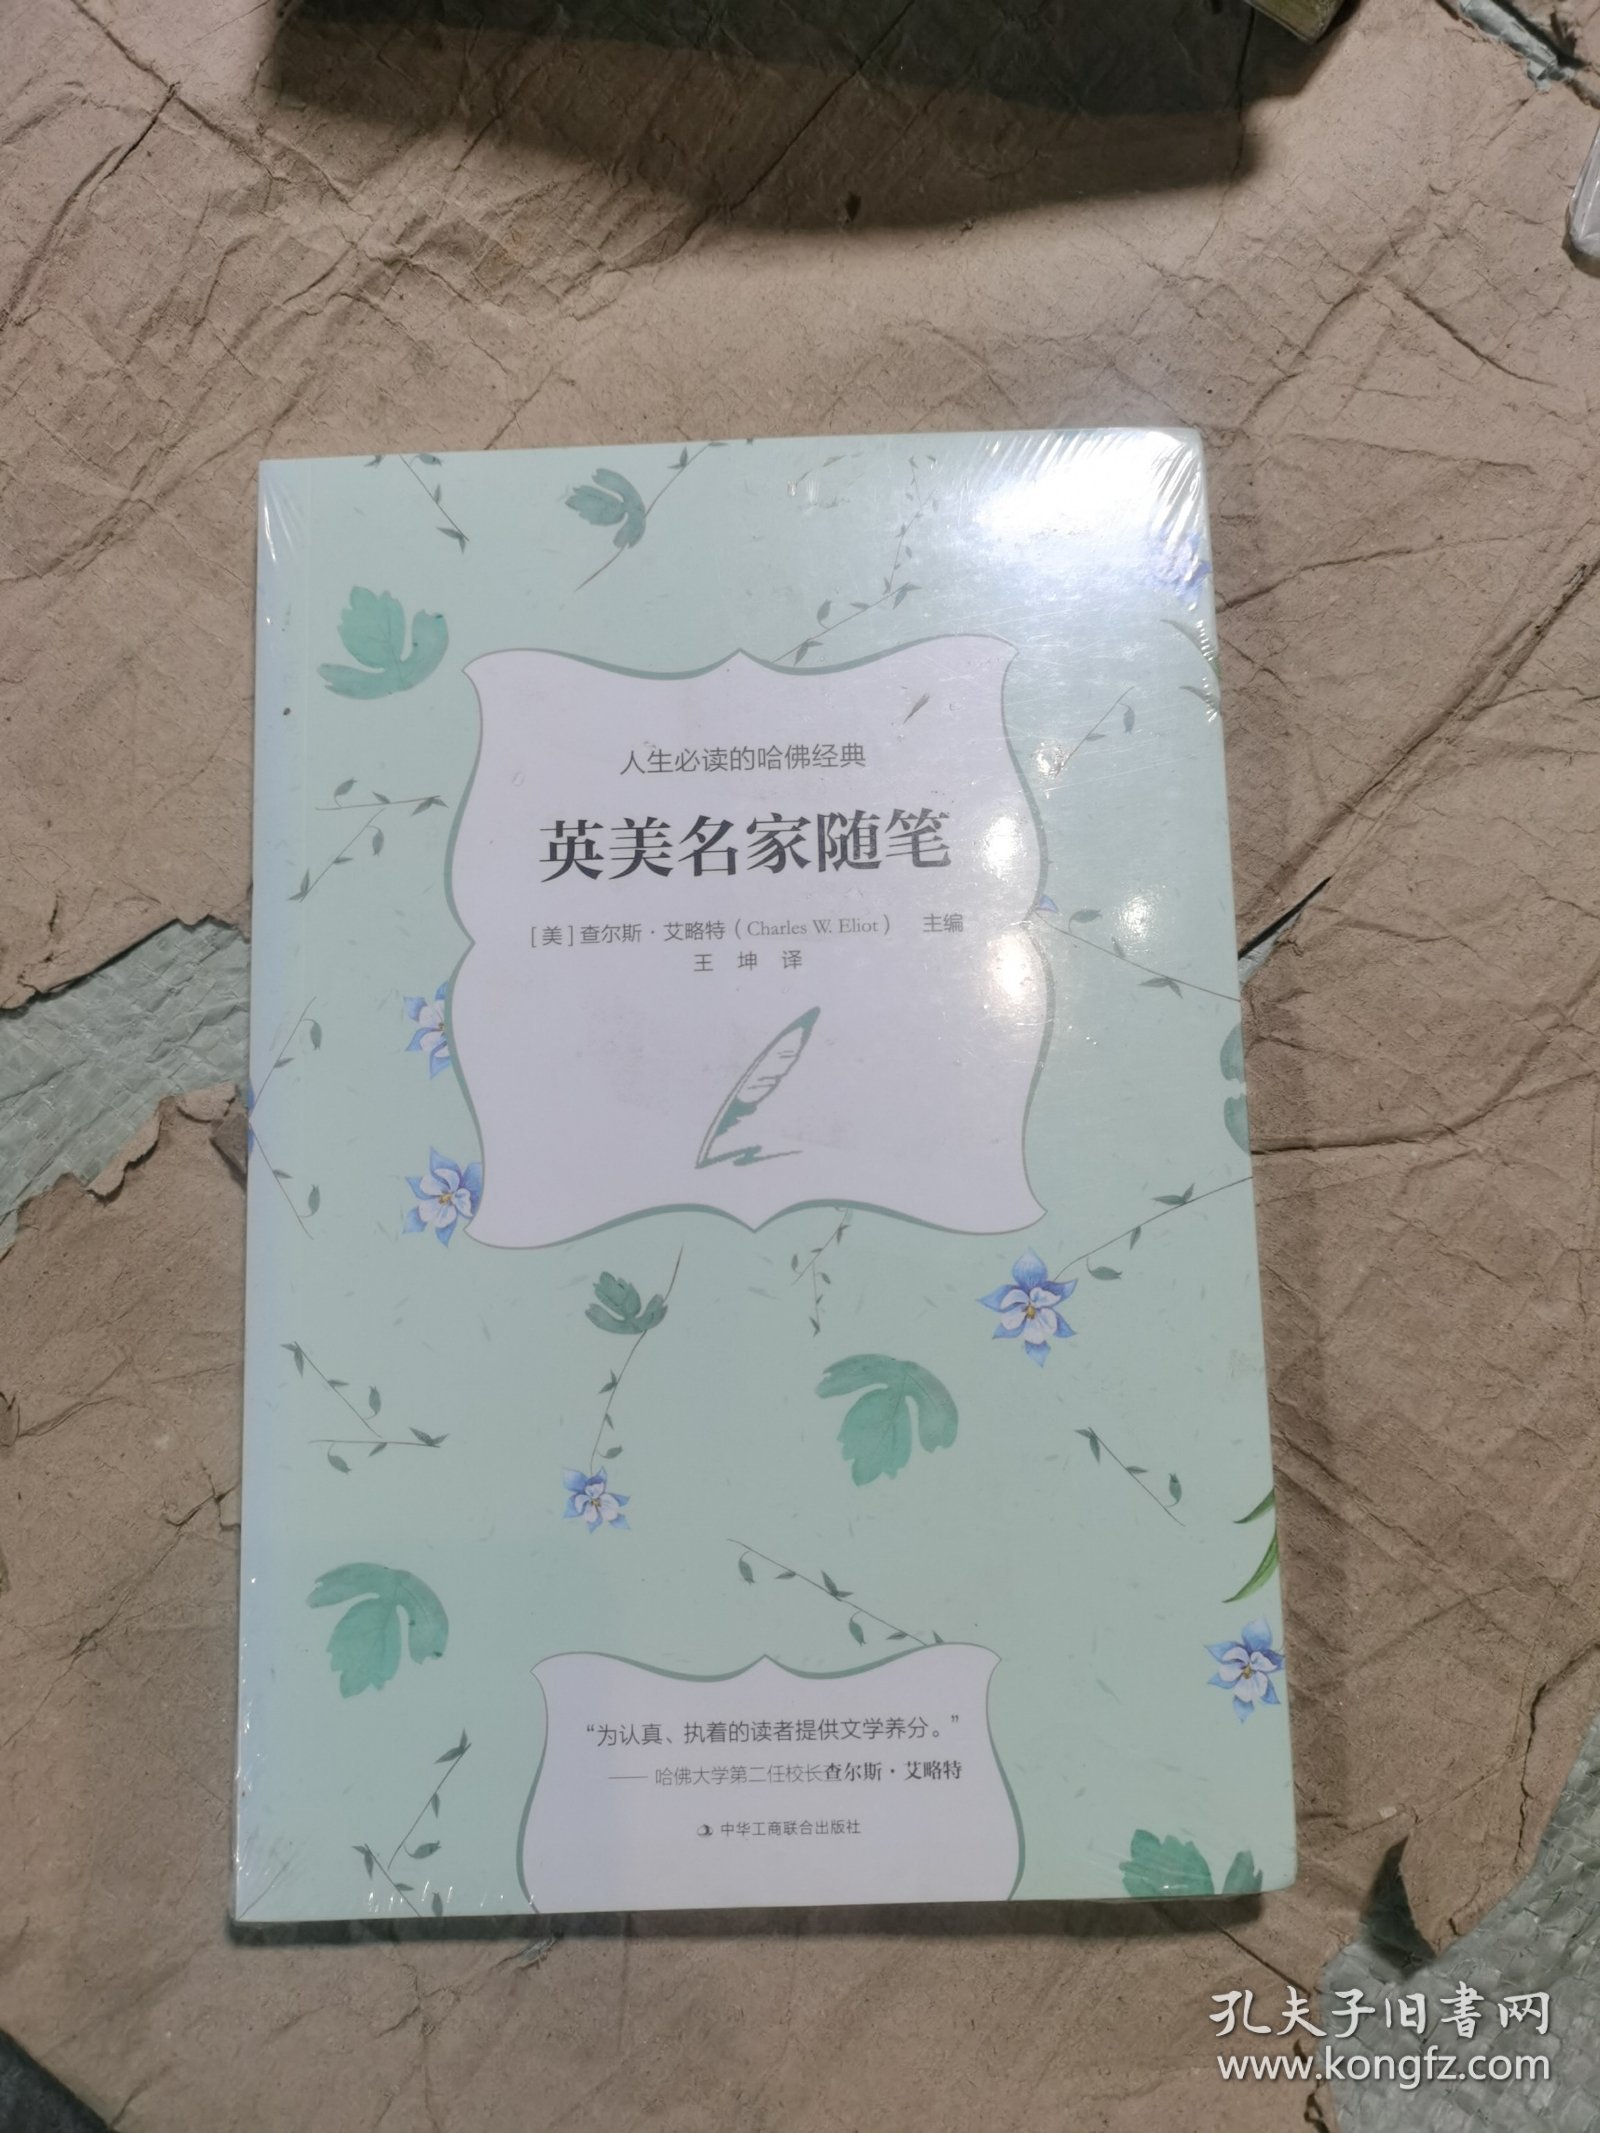 人生必读的哈佛经典
英美名家随笔
[美]查尔斯·艾略特（Charles W. Eliot） 主编
王 坤 译
“为认真、执着的读者提供文学养分。”
—— 哈佛大学第二任校长查尔斯·艾略特
中华工商联合出版社
孔夫子旧书网
www.kongfz.com